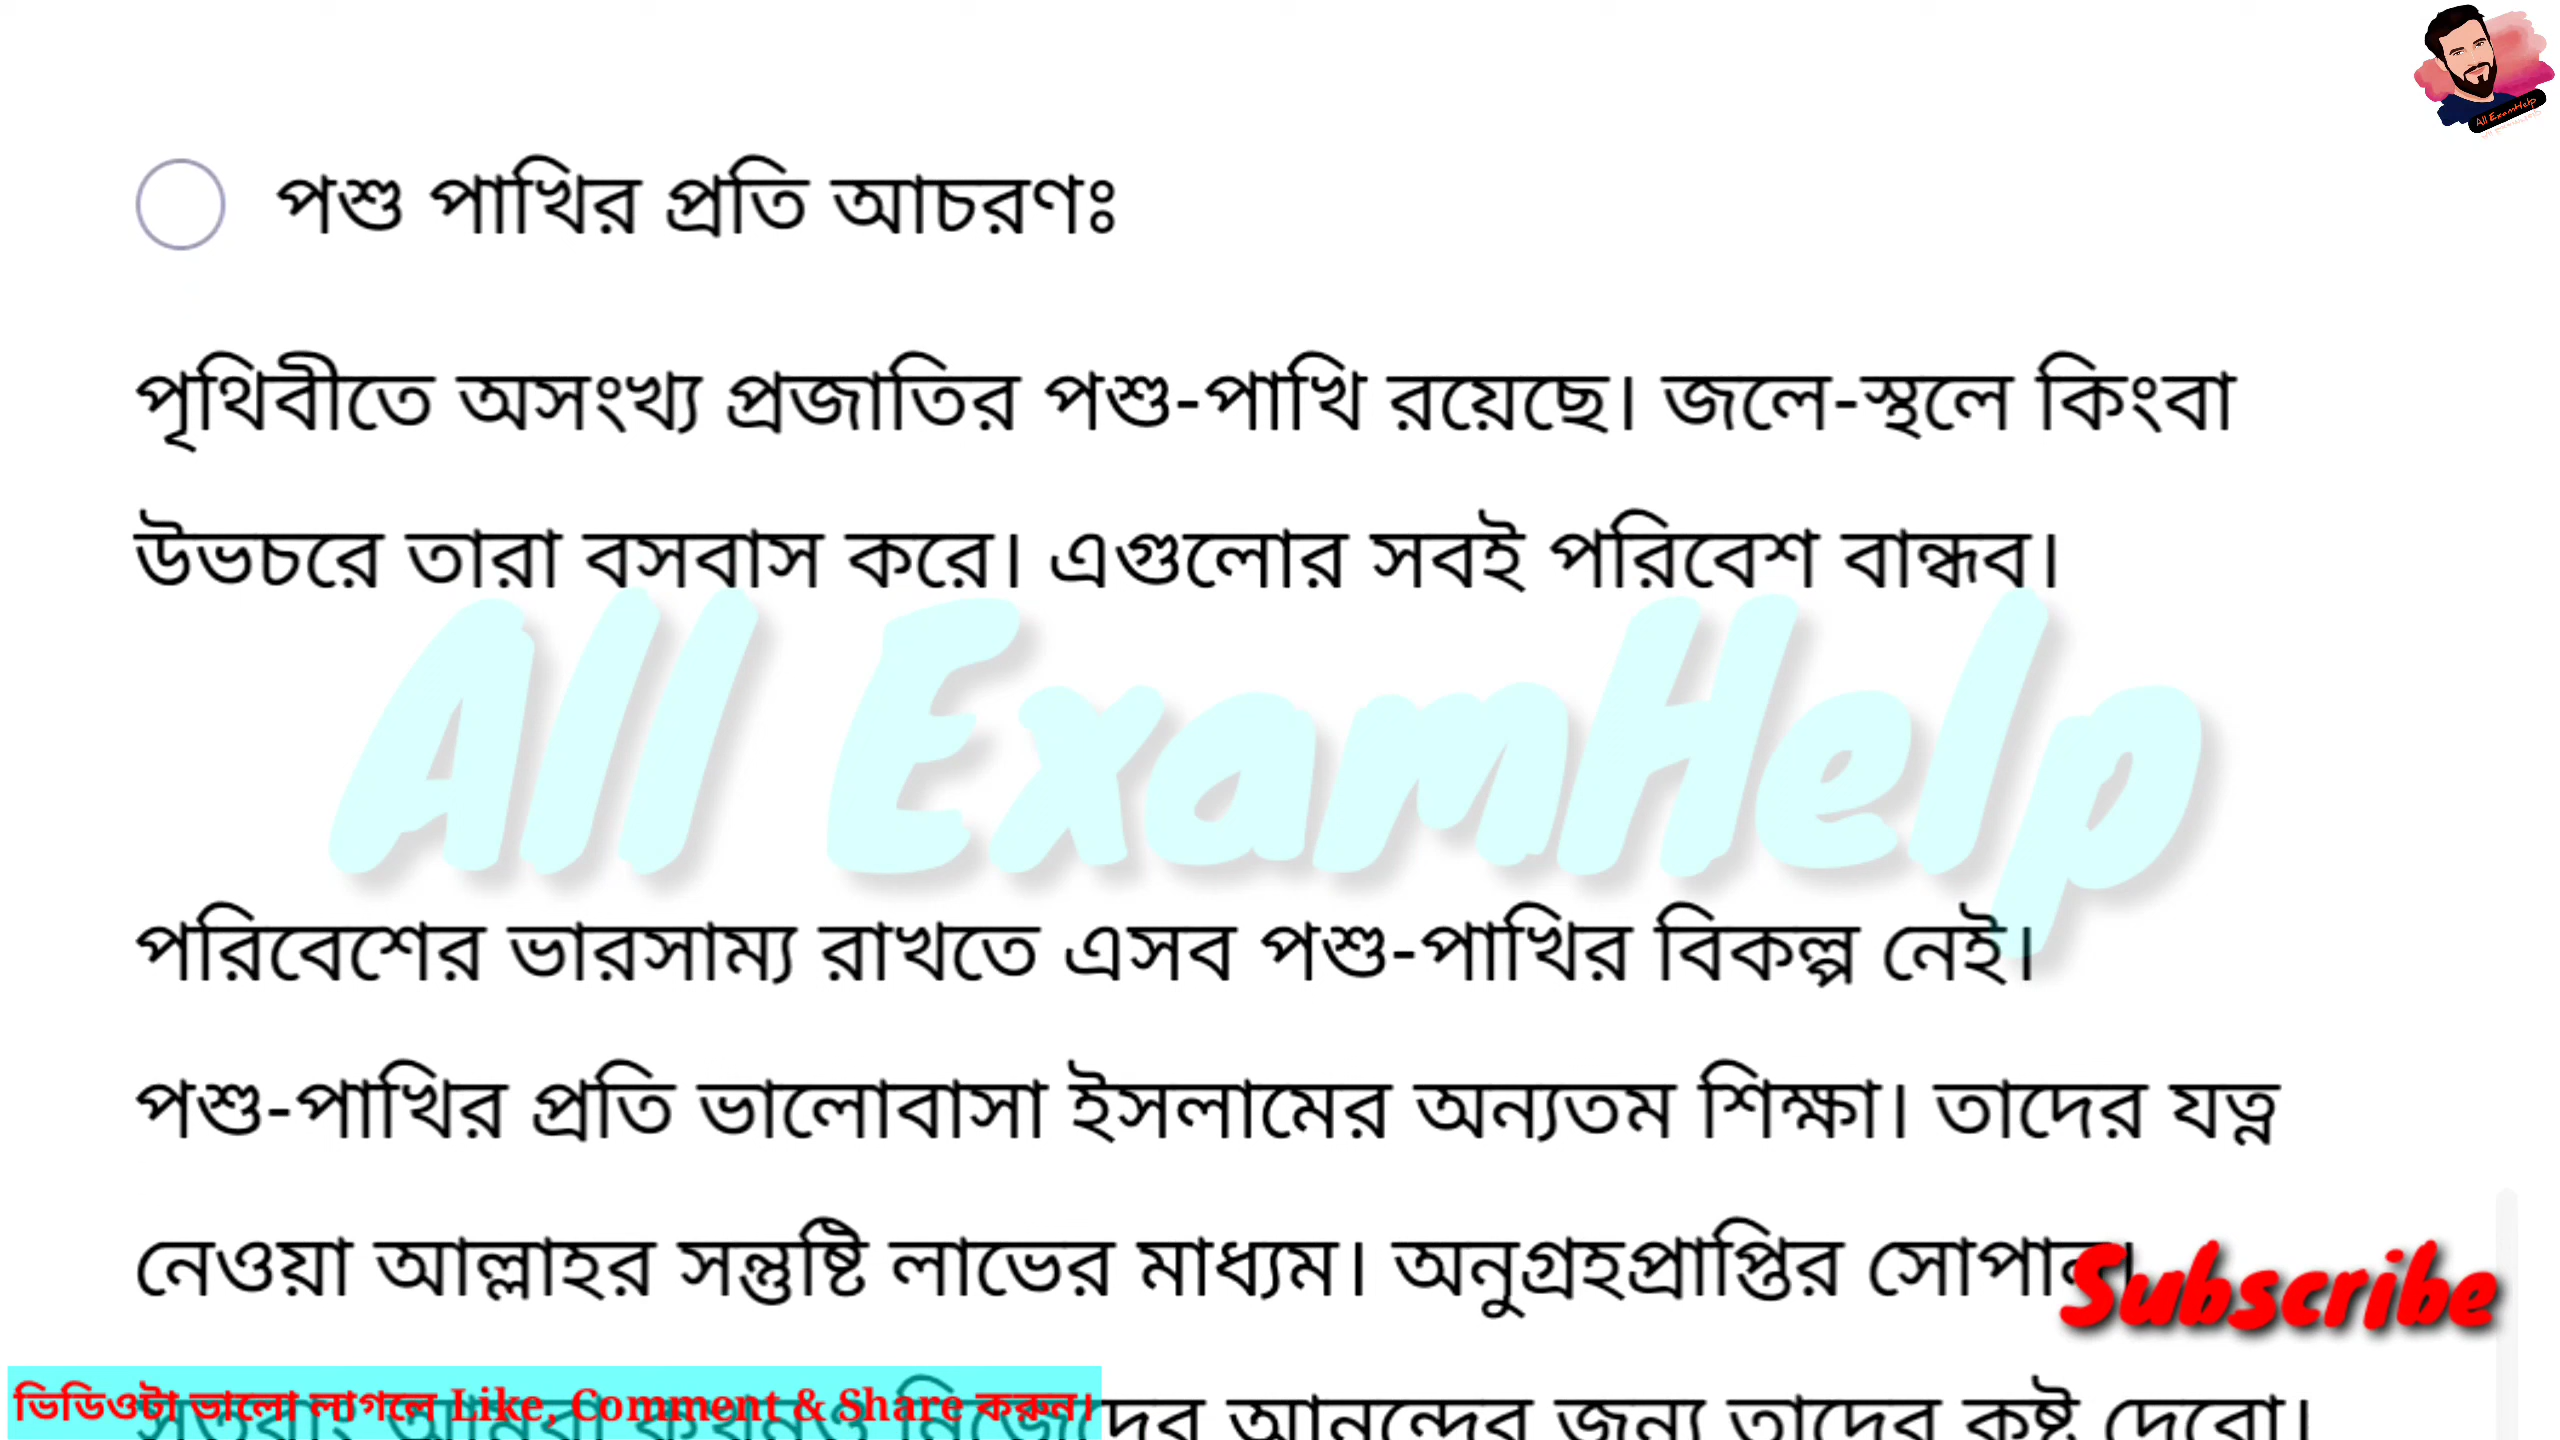 All ExamHelp
পশু পাখির প্রতি আচরণঃ
পৃথিবীতে অসংখ্য প্রজাতির পশু-পাখি রয়েছে। জলে-স্থলে কিংবা
উভচরে তারা বসবাস করে। এগুলোর সবই পরিবেশ বান্ধব।
All ExamHelp
পরিবেশের ভারসাম্য রাখতে এসব পশু-পাখির বিকল্প নেই।
পশু-পাখির প্রতি ভালোবাসা ইসলামের অন্যতম শিক্ষা। তাদের যত্ন
নেওয়া আল্লাহর সন্তুষ্টি লাভের মাধ্যম। অনুগ্রহপ্রাপ্তির সোপান।
Subscribe
ভিডিওটা ভালো লাগলে Like, Comment & Share করুন।
আনন্দের জন্য তাদের কষ্ট দেবো।